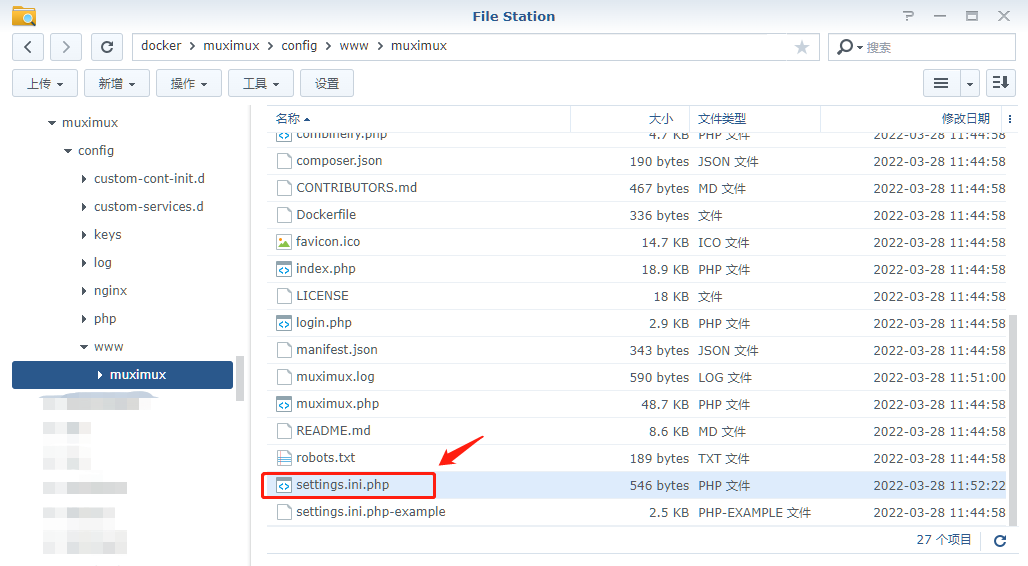 File Station
docker muximux config www muximux
搜索
上传 新增 操作 工具 设置
muximux
config
custom-cont-init.d
custom-services.d
keys
log
nginx
php
www
muximux
名称 大小 文件类型 修改日期
combinefy.php 4.7 KB PHP 文件 2022-03-28 11:44:58
composer.json 190 bytes JSON 文件 2022-03-28 11:44:58
CONTRIBUTORS.md 467 bytes MD 文件 2022-03-28 11:44:58
Dockerfile 336 bytes 文件 2022-03-28 11:44:58
favicon.ico 14.7 KB ICO 文件 2022-03-28 11:44:58
index.php 18.9 KB PHP 文件 2022-03-28 11:44:58
LICENSE 18 KB 文件 2022-03-28 11:44:58
login.php 2.9 KB PHP 文件 2022-03-28 11:44:58
manifest.json 343 bytes JSON 文件 2022-03-28 11:44:58
muximux.log 590 bytes LOG 文件 2022-03-28 11:51:00
muximux.php 48.7 KB PHP 文件 2022-03-28 11:44:58
README.md 8.6 KB MD 文件 2022-03-28 11:44:58
robots.txt 189 bytes TXT 文件 2022-03-28 11:44:58
settings.ini.php 546 bytes PHP 文件 2022-03-28 11:52:22
settings.ini.php-example 2.5 KB PHP-EXAMPLE 文件 2022-03-28 11:44:58
27 个项目